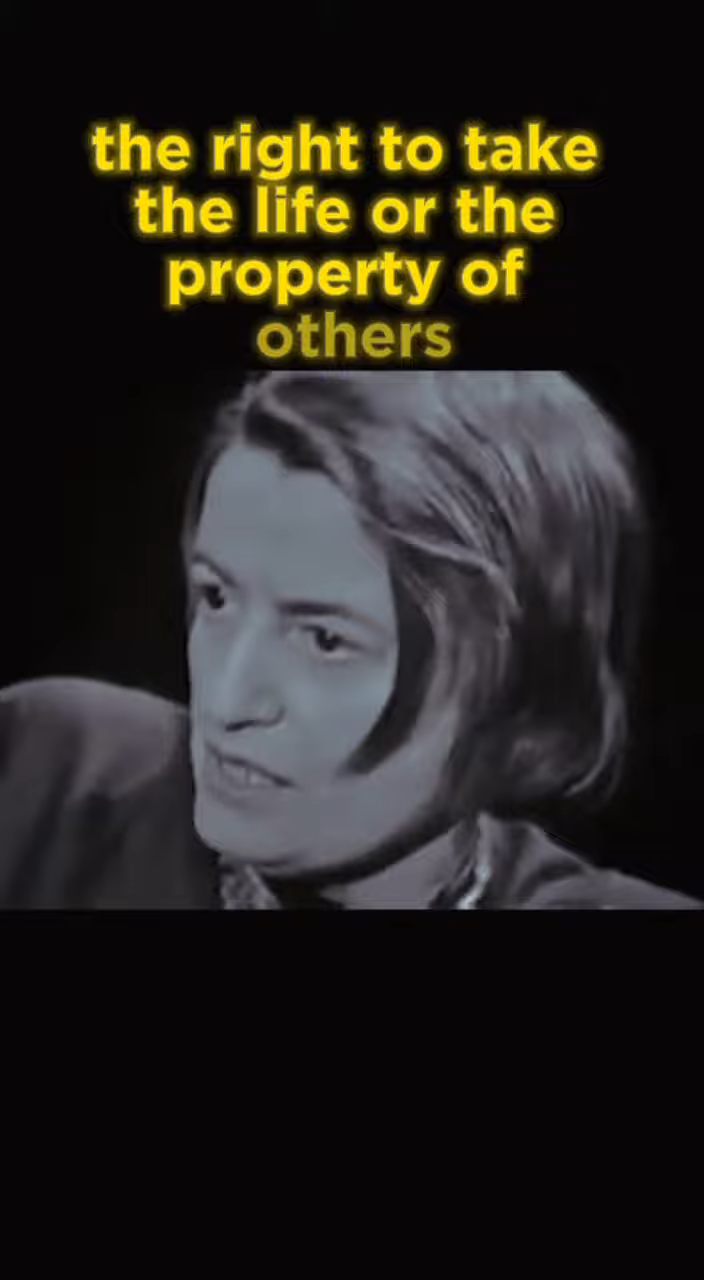 the right to take
the life or the
property of
others